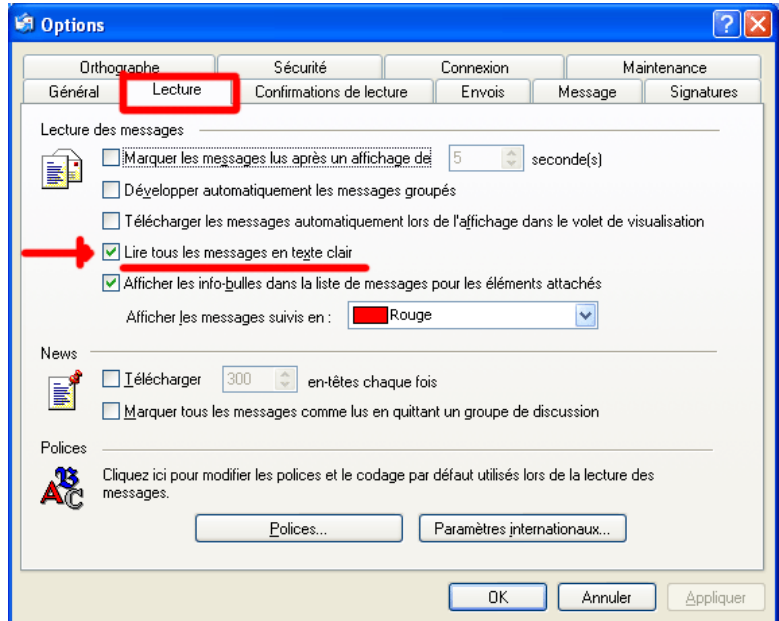 Options
Orthographe Sécurité Connexion Maintenance
Général Lecture Confirmations de lecture Envois Message Signatures
Lecture des messages
Marquer les messages lus après un affichage de 5 seconde(s)
Développer automatiquement les messages groupés
Télécharger les messages automatiquement lors de l'affichage dans le volet de visualisation
Lire tous les messages en texte clair
Afficher les info-bulles dans la liste de messages pour les éléments attachés
Afficher les messages suivis en : Rouge
News
Télécharger 300 en-têtes chaque fois
Marquer tous les messages comme lus en quittant un groupe de discussion
Polices
Cliquez ici pour modifier les polices et le codage par défaut utilisés lors de la lecture des
messages.
Polices... Paramètres internationaux...
OK Annuler Appliquer